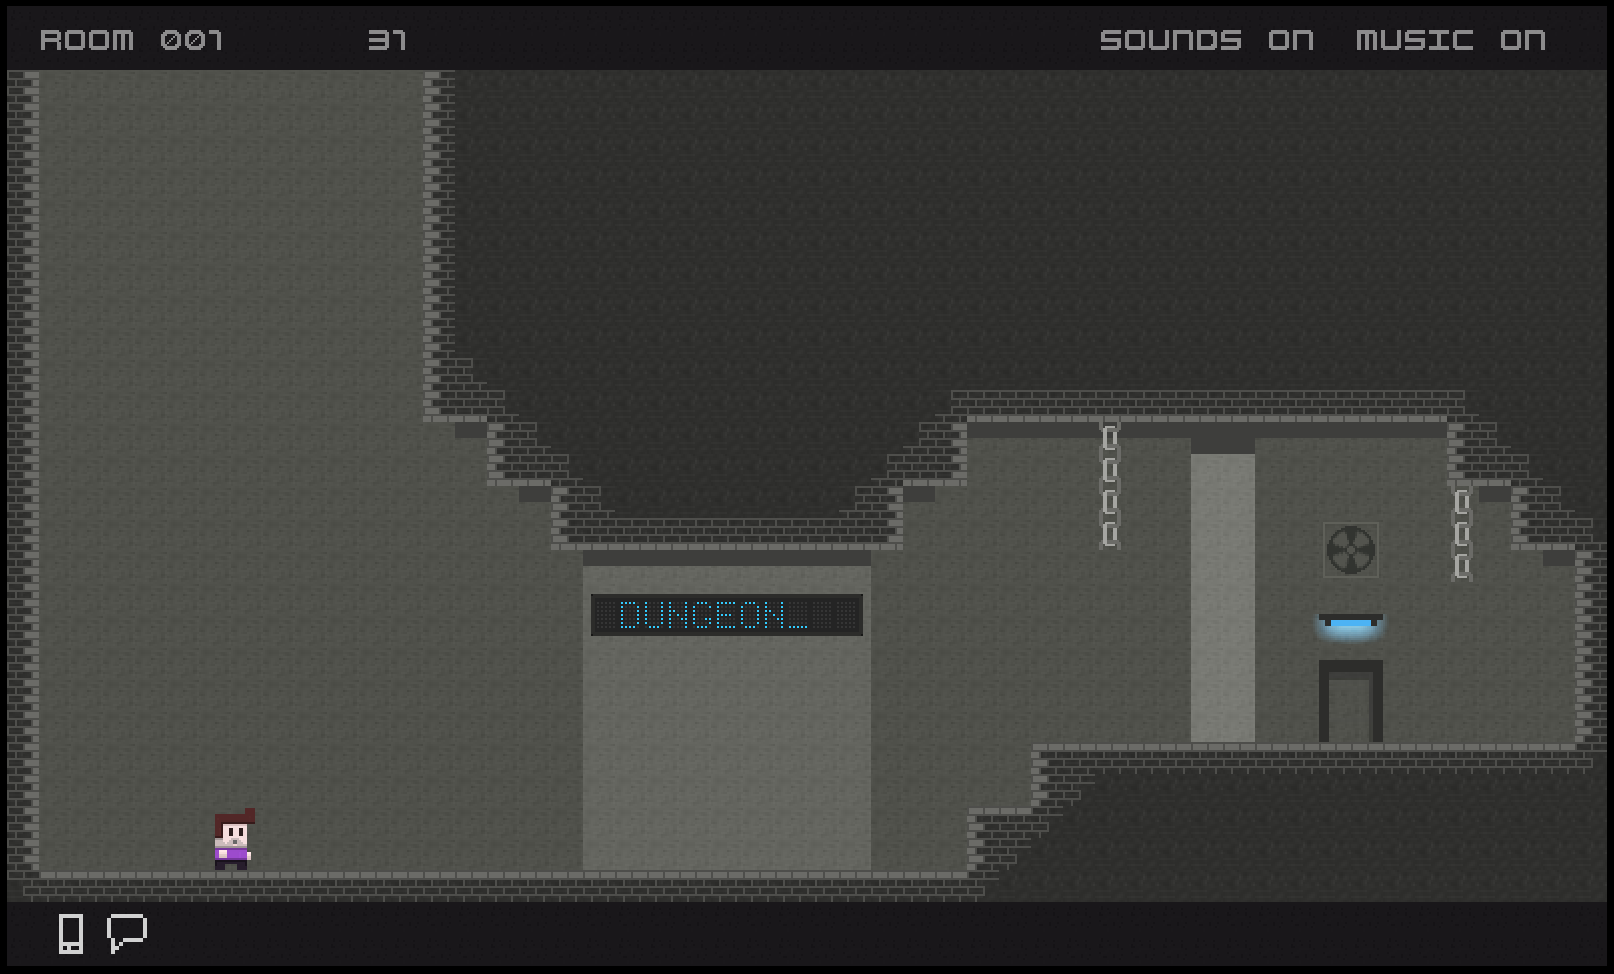 ROOM 001 31 SOUNDS ON MUSIC ON
DUNGEON_